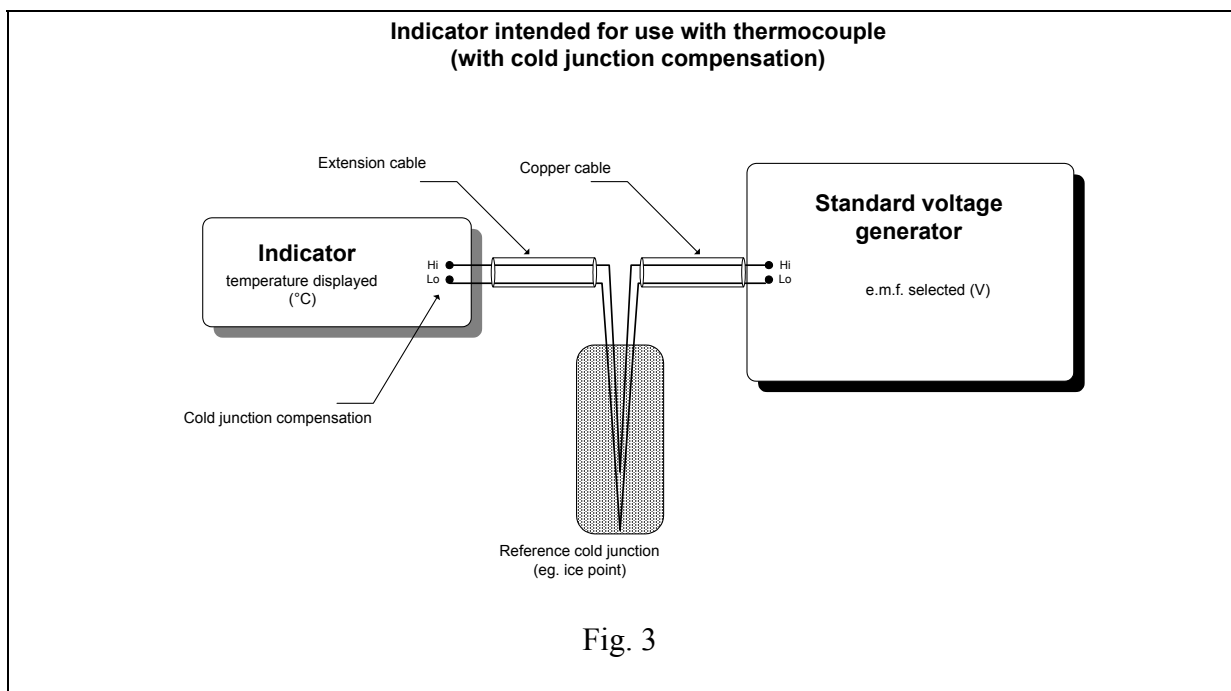 Indicator intended for use with thermocouple
(with cold junction compensation)
Extension cable
Copper cable
Standard voltage
generator
Indicator
temperature displayed
(°C)
Hi
Lo
Hi
Lo
e.m.f. selected (V)
Cold junction compensation
Reference cold junction
(eg. ice point)
Fig. 3